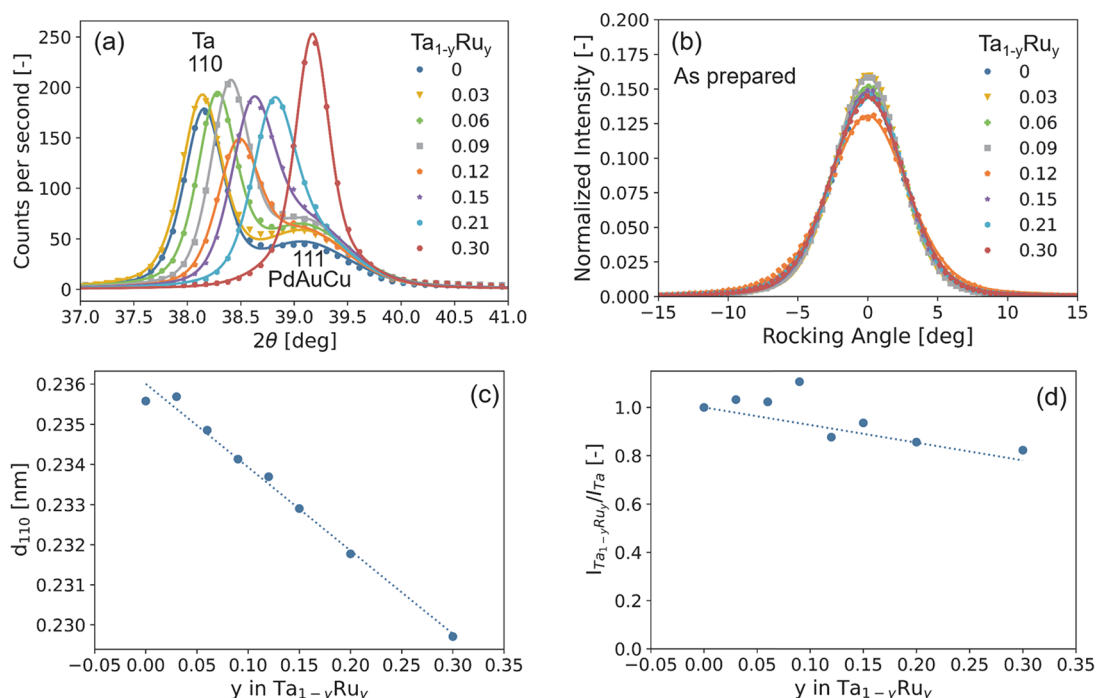 (a)
Ta
110
Ta1-yRuy
0
0.03
0.06
0.09
0.12
0.15
0.21
0.30
111
PdAuCu
250
200
150
100
50
0
Counts per second [-]
37.0 37.5 38.0 38.5 39.0 39.5 40.0 40.5 41.0
2θ [deg]
(b)
As prepared
Ta1-yRuy
0
0.03
0.06
0.09
0.12
0.15
0.21
0.30
0.200
0.175
0.150
0.125
0.100
0.075
0.050
0.025
0.000
Normalized Intensity [-]
−15 −10 −5 0 5 10 15
Rocking Angle [deg]
(c)
0.236
0.235
0.234
0.233
0.232
0.231
0.230
d110 [nm]
−0.05 0.00 0.05 0.10 0.15 0.20 0.25 0.30 0.35
y in Ta1−yRuy
(d)
1.0
0.8
0.6
0.4
0.2
0.0
ITa1−yRuy/ITa [-]
−0.05 0.00 0.05 0.10 0.15 0.20 0.25 0.30 0.35
y in Ta1−yRuy